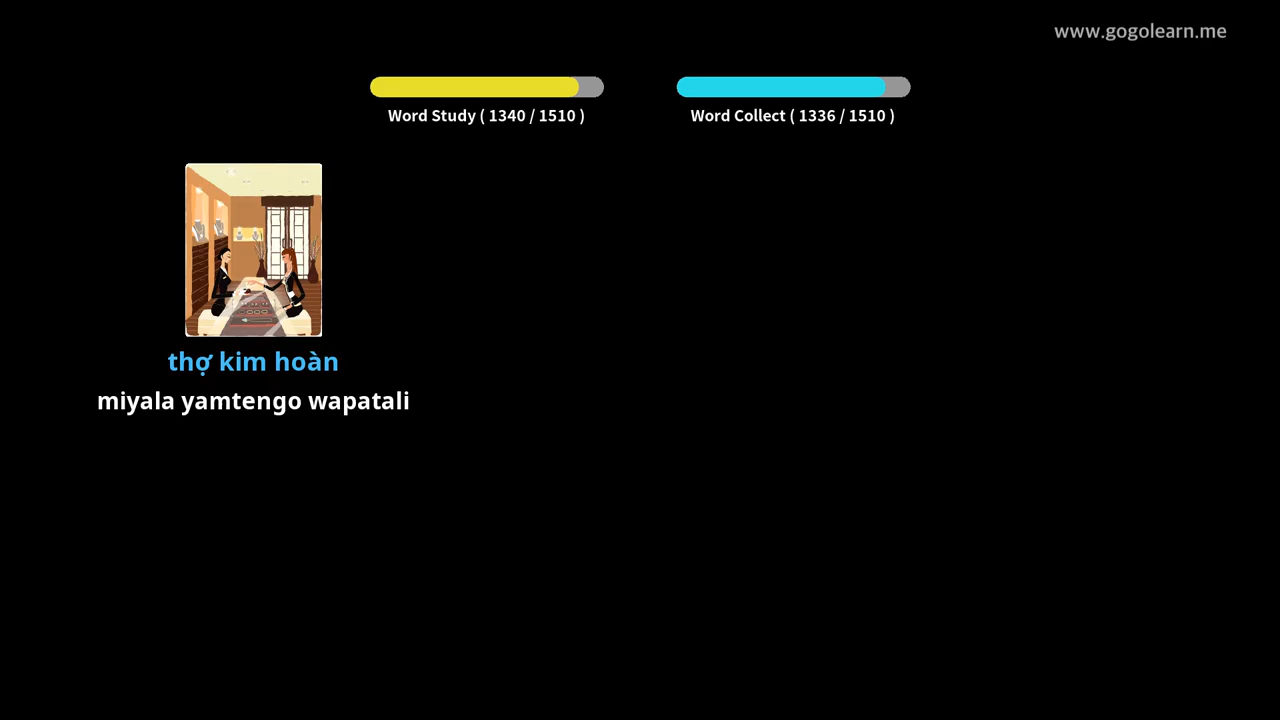 www.gogolearn.me
Word Study ( 1340 / 1510 )
Word Collect ( 1336 / 1510 )
thợ kim hoàn
miyala yamtengo wapatali